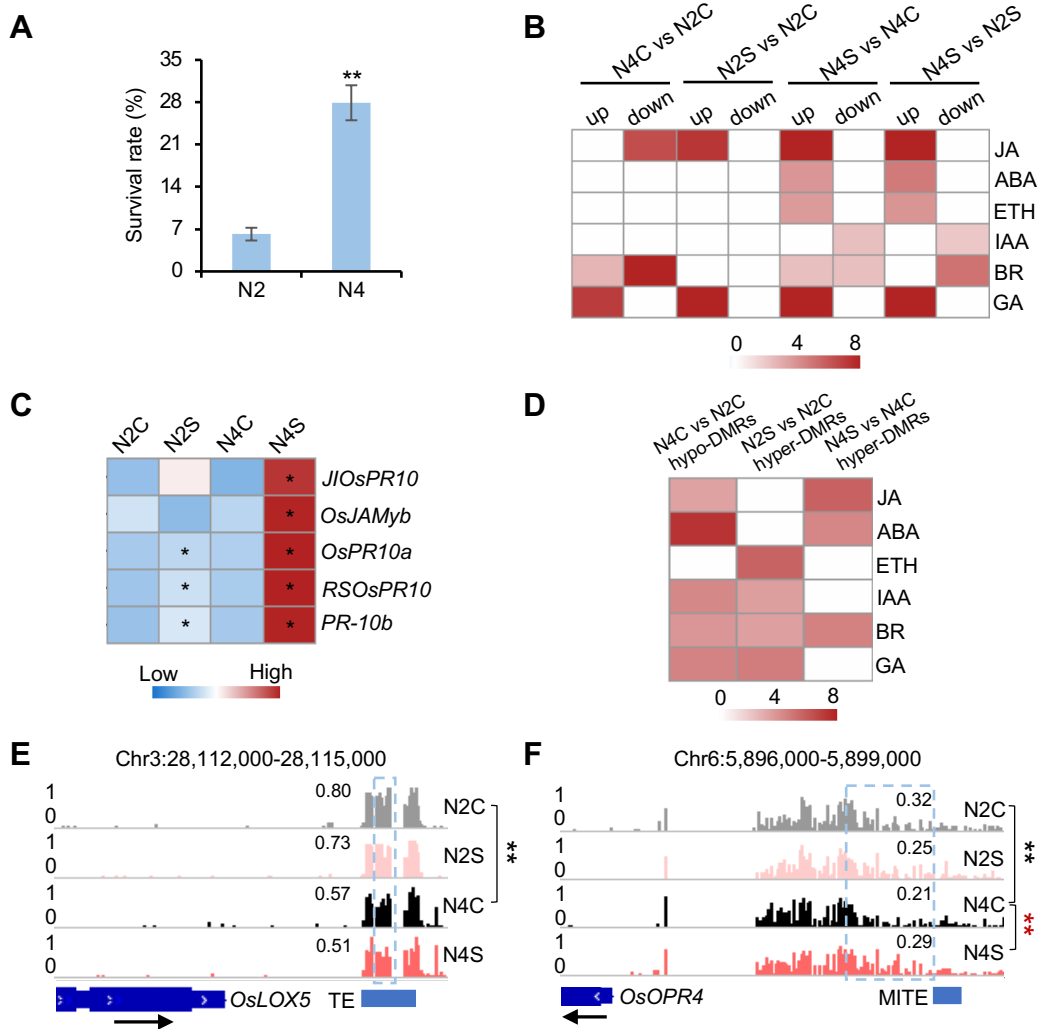 A
Survival rate (%)
35
28
21
14
7
0
**
N2
N4
B
N4C vs N2C
N2S vs N2C
N4S vs N4C
N4S vs N2S
up down up down up down up down
JA
ABA
ETH
IAA
BR
GA
0 4 8
C
N2C N2S N4C N4S
* JIOsPR10
* OsJAMyb
* * OsPR10a
* * RSOsPR10
* * PR-10b
Low High
D
N4C vs N2C
hypo-DMRs
N2S vs N2C
hyper-DMRs
N4S vs N4C
hyper-DMRs
JA
ABA
ETH
IAA
BR
GA
0 4 8
E
Chr3:28,112,000-28,115,000
1 0.80 N2C
0
1 0.73 N2S
0
1 0.57 N4C
0
1 0.51 N4S
0
**
OsLOX5 TE
F
Chr6:5,896,000-5,899,000
1 0.32 N2C
0
1 0.25 N2S
0
1 0.21 N4C
0
1 0.29 N4S
0
**
**
OsOPR4 MITE